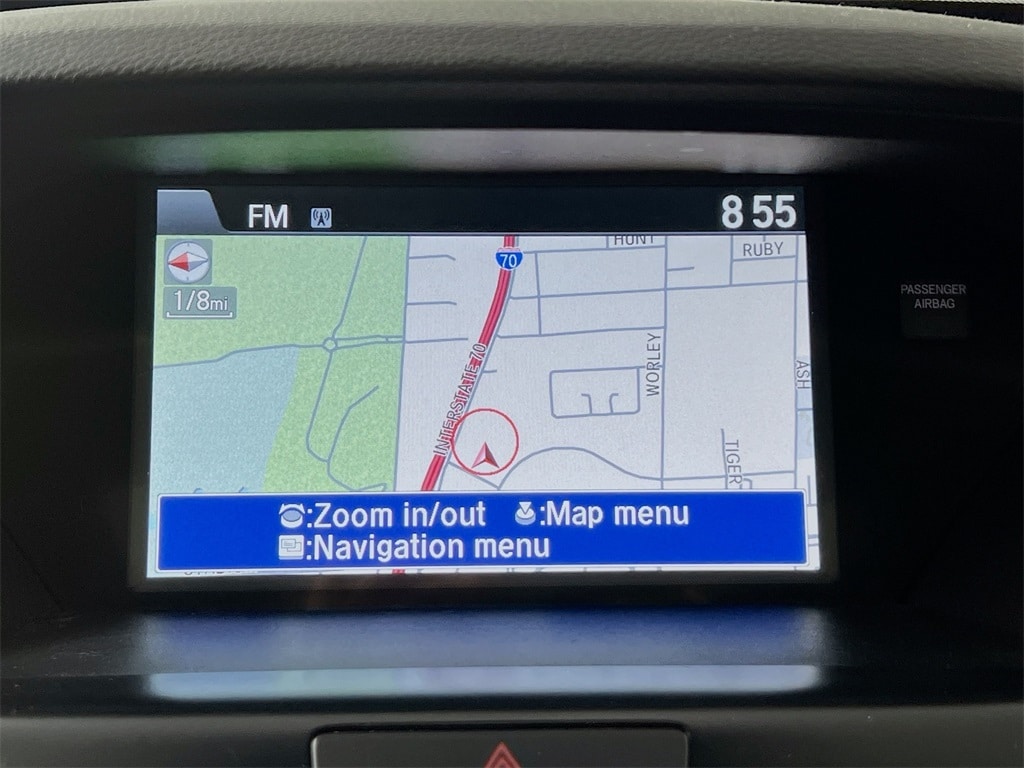 FM
8 55
HUNT
RUBY
70
1/8mi
PASSENGER
AIRBAG
INTERSTATE 70
WORLEY
ASH
TIGER
:Zoom in/out :Map menu
:Navigation menu